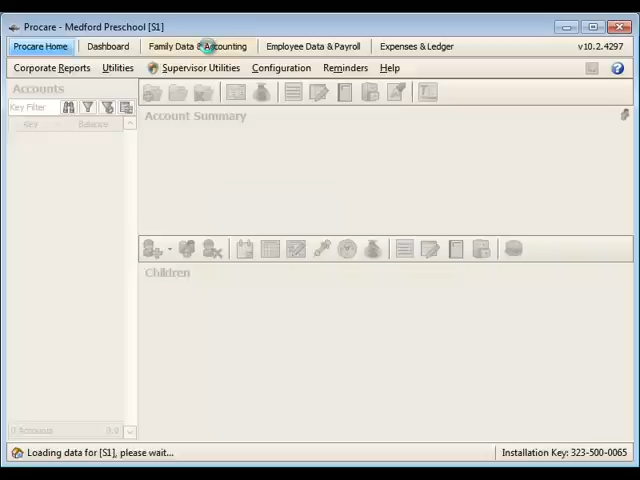 Procare - Medford Preschool [S1]
Procare Home Dashboard Family Data & Accounting Employee Data & Payroll Expenses & Ledger v10.2.4297
Corporate Reports Utilities Supervisor Utilities Configuration Reminders Help
Accounts
Key Filter
Key Balance
Account Summary
Children
0 Accounts 0.0
Loading data for [S1], please wait... Installation Key: 323-500-0065